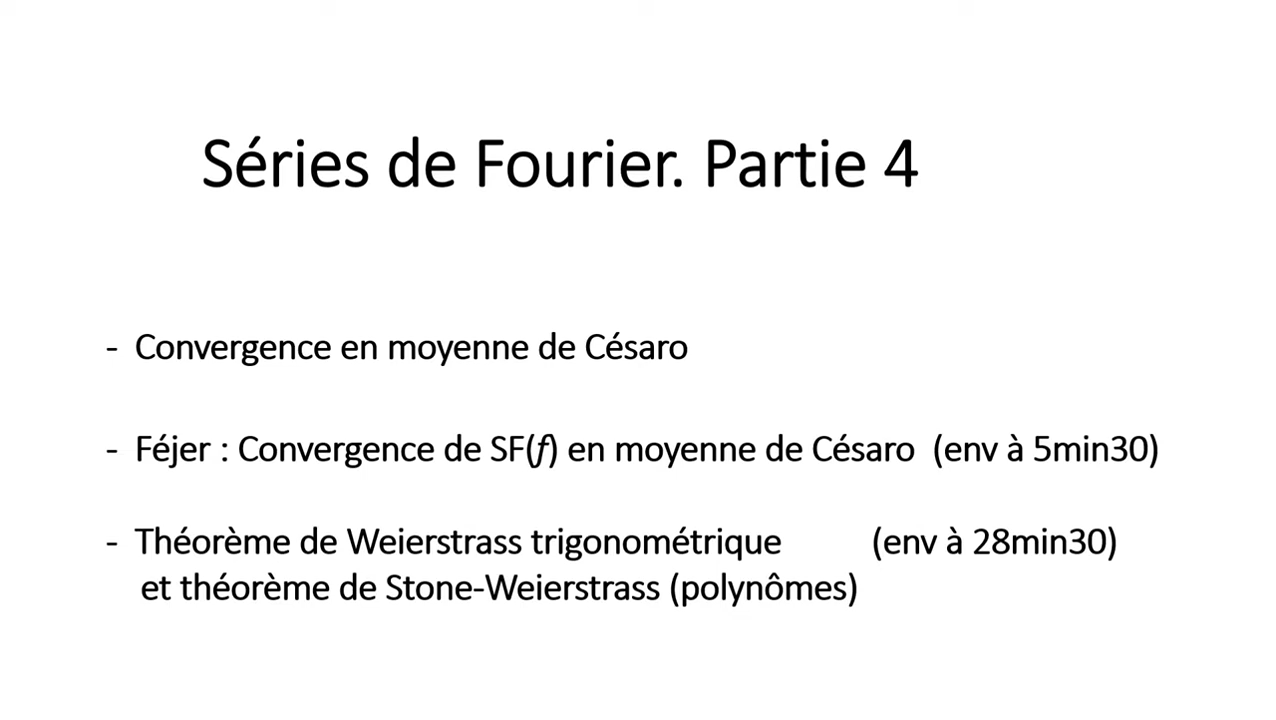 Séries de Fourier. Partie 4
- Convergence en moyenne de Césaro
- Féjer : Convergence de SF(f) en moyenne de Césaro (env à 5min30)
- Théorème de Weierstrass trigonométrique (env à 28min30)
et théorème de Stone-Weierstrass (polynômes)